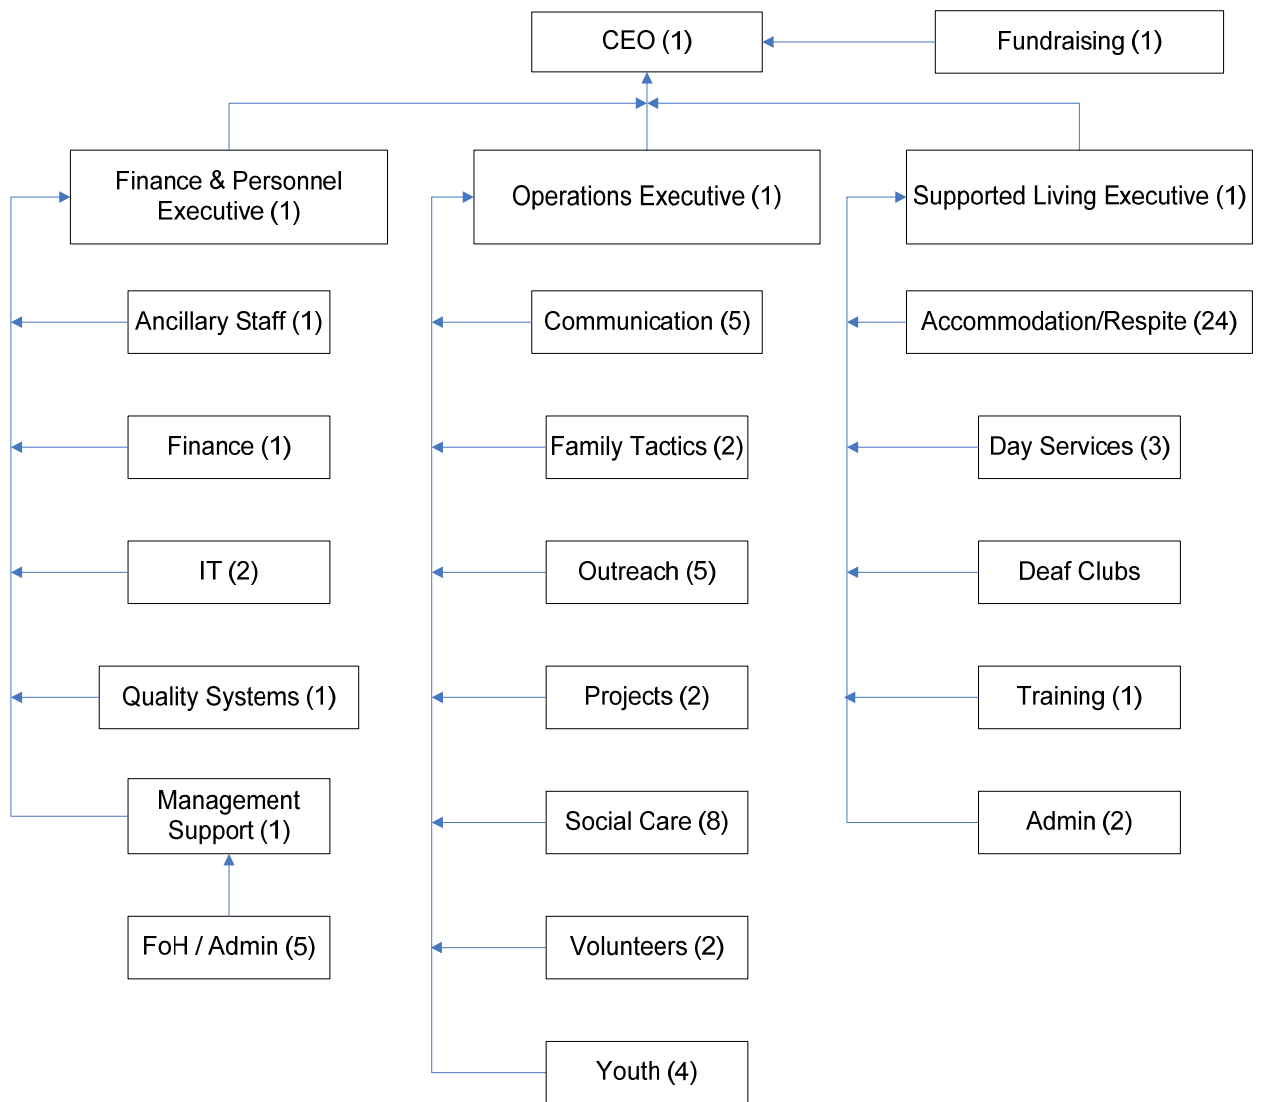 CEO (1)
Fundraising (1)
Finance & Personnel
Executive (1)
Operations Executive (1)
Supported Living Executive (1)
Ancillary Staff (1)
Communication (5)
Accommodation/Respite (24)
Finance (1)
Family Tactics (2)
Day Services (3)
IT (2)
Outreach (5)
Deaf Clubs
Quality Systems (1)
Projects (2)
Training (1)
Management
Support (1)
Social Care (8)
Admin (2)
FoH / Admin (5)
Volunteers (2)
Youth (4)